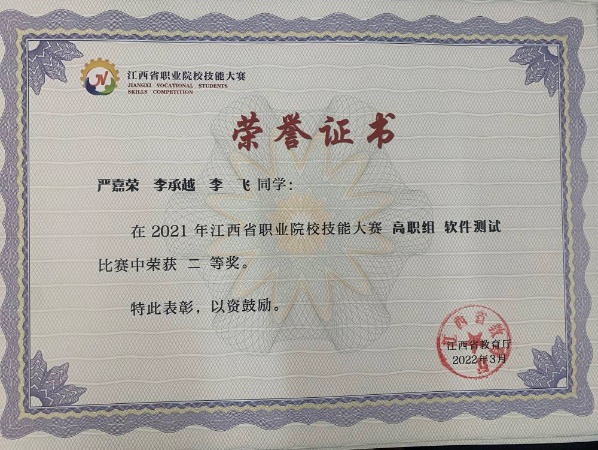 江西省职业院校技能大赛
JIANGXI VOCATIONAL STUDENTS
SKILLS COMPETITION
荣誉证书
严嘉荣 李承越 李 飞 同学：
在 2021 年江西省职业院校技能大赛 高职组 软件测试
比赛中荣获 二 等奖。
特此表彰，以资鼓励。
江西省教育厅
2022年3月